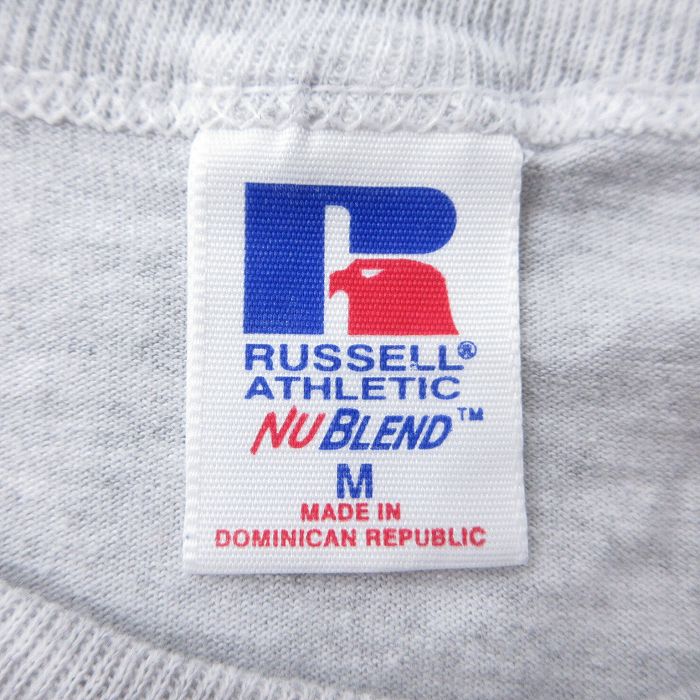 RUSSELL®
ATHLETIC
NUBLEND™
M
MADE IN
DOMINICAN REPUBLIC